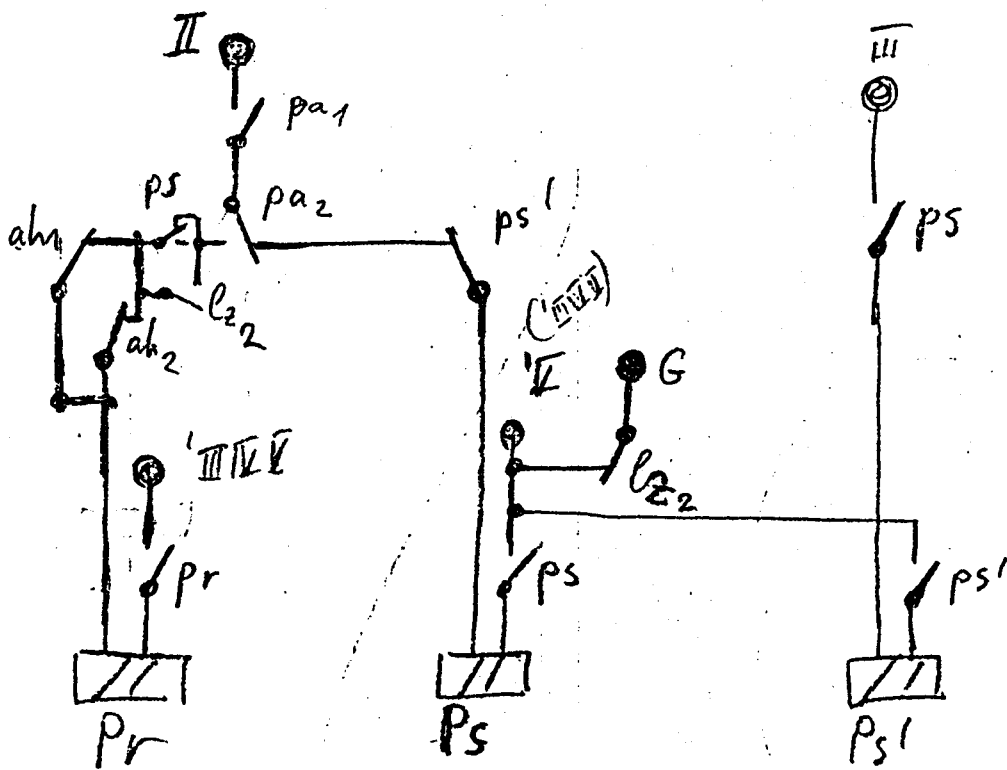 II
III
pa1
ps
pa2
ps'
ps
ah1
lz2
ah2
G
'V
'III IV V
lz2
pr
ps
ps'
Pr
Ps
Ps'